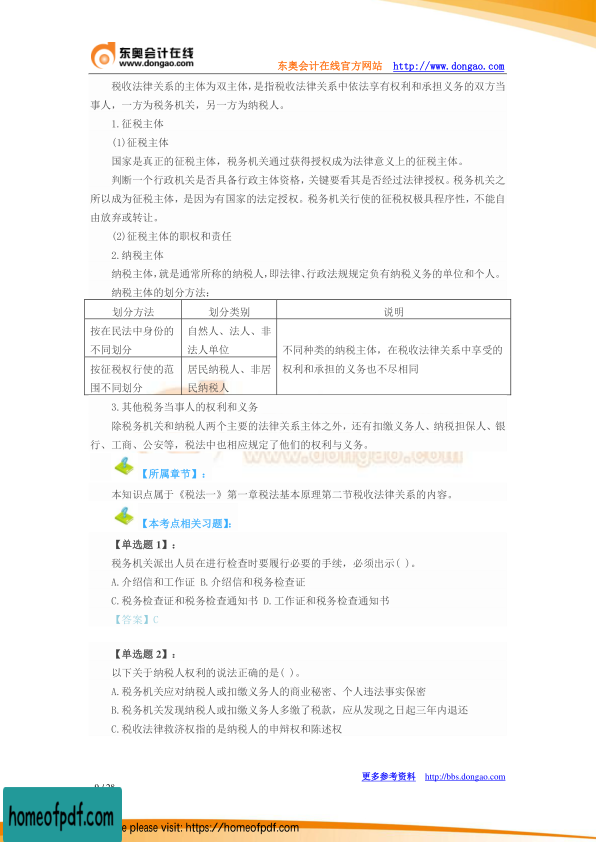 东奥会计在线
www.dongao.com
东奥会计在线官方网站 http://www.dongao.com
税收法律关系的主体为双主体,是指税收法律关系中依法享有权利和承担义务的双方当
事人,一方为税务机关,另一方为纳税人。
1.征税主体
(1)征税主体
国家是真正的征税主体,税务机关通过获得授权成为法律意义上的征税主体。
判断一个行政机关是否具备行政主体资格,关键要看其是否经过法律授权。税务机关之
所以成为征税主体,是因为有国家的法定授权。税务机关行使的征税权极具程序性,不能自
由放弃或转让。
(2)征税主体的职权和责任
2.纳税主体
纳税主体,就是通常所称的纳税人,即法律、行政法规规定负有纳税义务的单位和个人。
纳税主体的划分方法:
划分方法 划分类别 说明
按在民法中身份的 自然人、法人、非
不同划分 法人单位 不同种类的纳税主体,在税收法律关系中享受的
按征税权行使的范 居民纳税人、非居 权利和承担的义务也不尽相同
围不同划分 民纳税人
3.其他税务当事人的权利和义务
除税务机关和纳税人两个主要的法律关系主体之外,还有扣缴义务人、纳税担保人、银
行、工商、公安等,税法中也相应规定了他们的权利与义务。
www.dongao.com
【所属章节】:
本知识点属于《税法一》第一章税法基本原理第二节税收法律关系的内容。
【本考点相关习题】:
【单选题 1】:
税务机关派出人员在进行检查时要履行必要的手续,必须出示( )。
A.介绍信和工作证 B.介绍信和税务检查证
C.税务检查证和税务检查通知书 D.工作证和税务检查通知书
【答案】C
【单选题 2】:
以下关于纳税人权利的说法正确的是( )。
A.税务机关应对纳税人或扣缴义务人的商业秘密、个人违法事实保密
B.税务机关发现纳税人或扣缴义务人多缴了税款,应从发现之日起三年内退还
C.税收法律救济权指的是纳税人的申辩权和陈述权
更多参考资料 http://bbs.dongao.com
homeofpdf.com
e please visit: https://homeofpdf.com